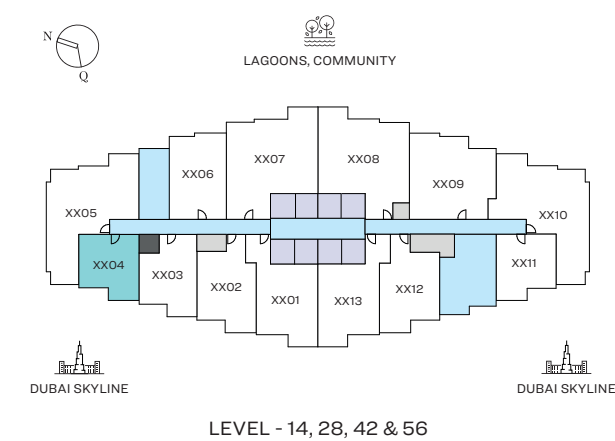 N
Q
LAGOONS, COMMUNITY
XX07
XX08
XX06
XX09
XX05
XX10
XX04
XX03
XX02
XX01
XX13
XX12
XX11
DUBAI SKYLINE
DUBAI SKYLINE
LEVEL - 14, 28, 42 & 56